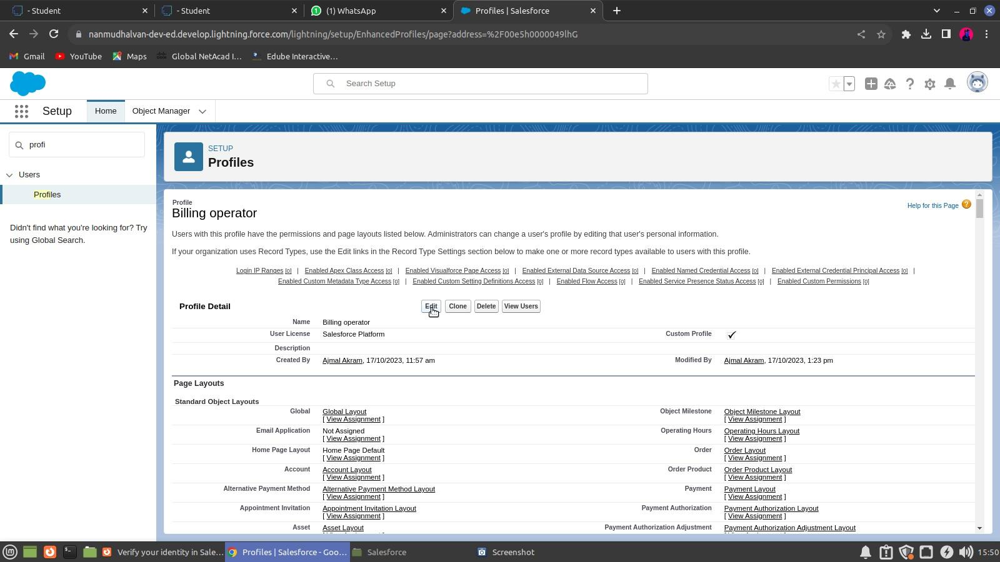 - Student
- Student
(1) WhatsApp
Profiles | Salesforce
nanmudhalvan-dev-ed.develop.lightning.force.com/lightning/setup/EnhancedProfiles/page?address=%2F00e5h0000049lhG
Gmail
YouTube
Maps
Global NetAcad I...
Edube Interactive...
Search Setup
Setup
Home
Object Manager
profi
Users
Profiles
Didn't find what you're looking for? Try
using Global Search.
SETUP
Profiles
Profile
Billing operator
Help for this Page
Users with this profile have the permissions and page layouts listed below. Administrators can change a user's profile by editing that user's personal information.
If your organization uses Record Types, use the Edit links in the Record Type Settings section below to make one or more record types available to users with this profile.
Login IP Ranges [0] | Enabled Apex Class Access [0] | Enabled Visualforce Page Access [0] | Enabled External Data Source Access [0] | Enabled Named Credential Access [0] | Enabled External Credential Principal Access [0] |
Enabled Custom Metadata Type Access [0] | Enabled Custom Setting Definitions Access [0] | Enabled Flow Access [0] | Enabled Service Presence Status Access [0] | Enabled Custom Permissions [0]
Profile Detail
Edit Clone Delete View Users
Name Billing operator
User License Salesforce Platform Custom Profile
Description
Created By Ajmal Akram, 17/10/2023, 11:57 am Modified By Ajmal Akram, 17/10/2023, 1:23 pm
Page Layouts
Standard Object Layouts
Global Global Layout Object Milestone Object Milestone Layout
[ View Assignment ] [ View Assignment ]
Email Application Not Assigned Operating Hours Operating Hours Layout
[ View Assignment ] [ View Assignment ]
Home Page Layout Home Page Default Order Order Layout
[ View Assignment ] [ View Assignment ]
Account Account Layout Order Product Order Product Layout
[ View Assignment ] [ View Assignment ]
Alternative Payment Method Alternative Payment Method Layout Payment Payment Layout
[ View Assignment ] [ View Assignment ]
Appointment Invitation Appointment Invitation Layout Payment Authorization Payment Authorization Layout
[ View Assignment ] [ View Assignment ]
Asset Asset Layout Payment Authorization Adjustment Payment Authorization Adjustment Layout
Verify your identity in Sale...
Profiles | Salesforce - Goo...
Salesforce
Screenshot
15:50